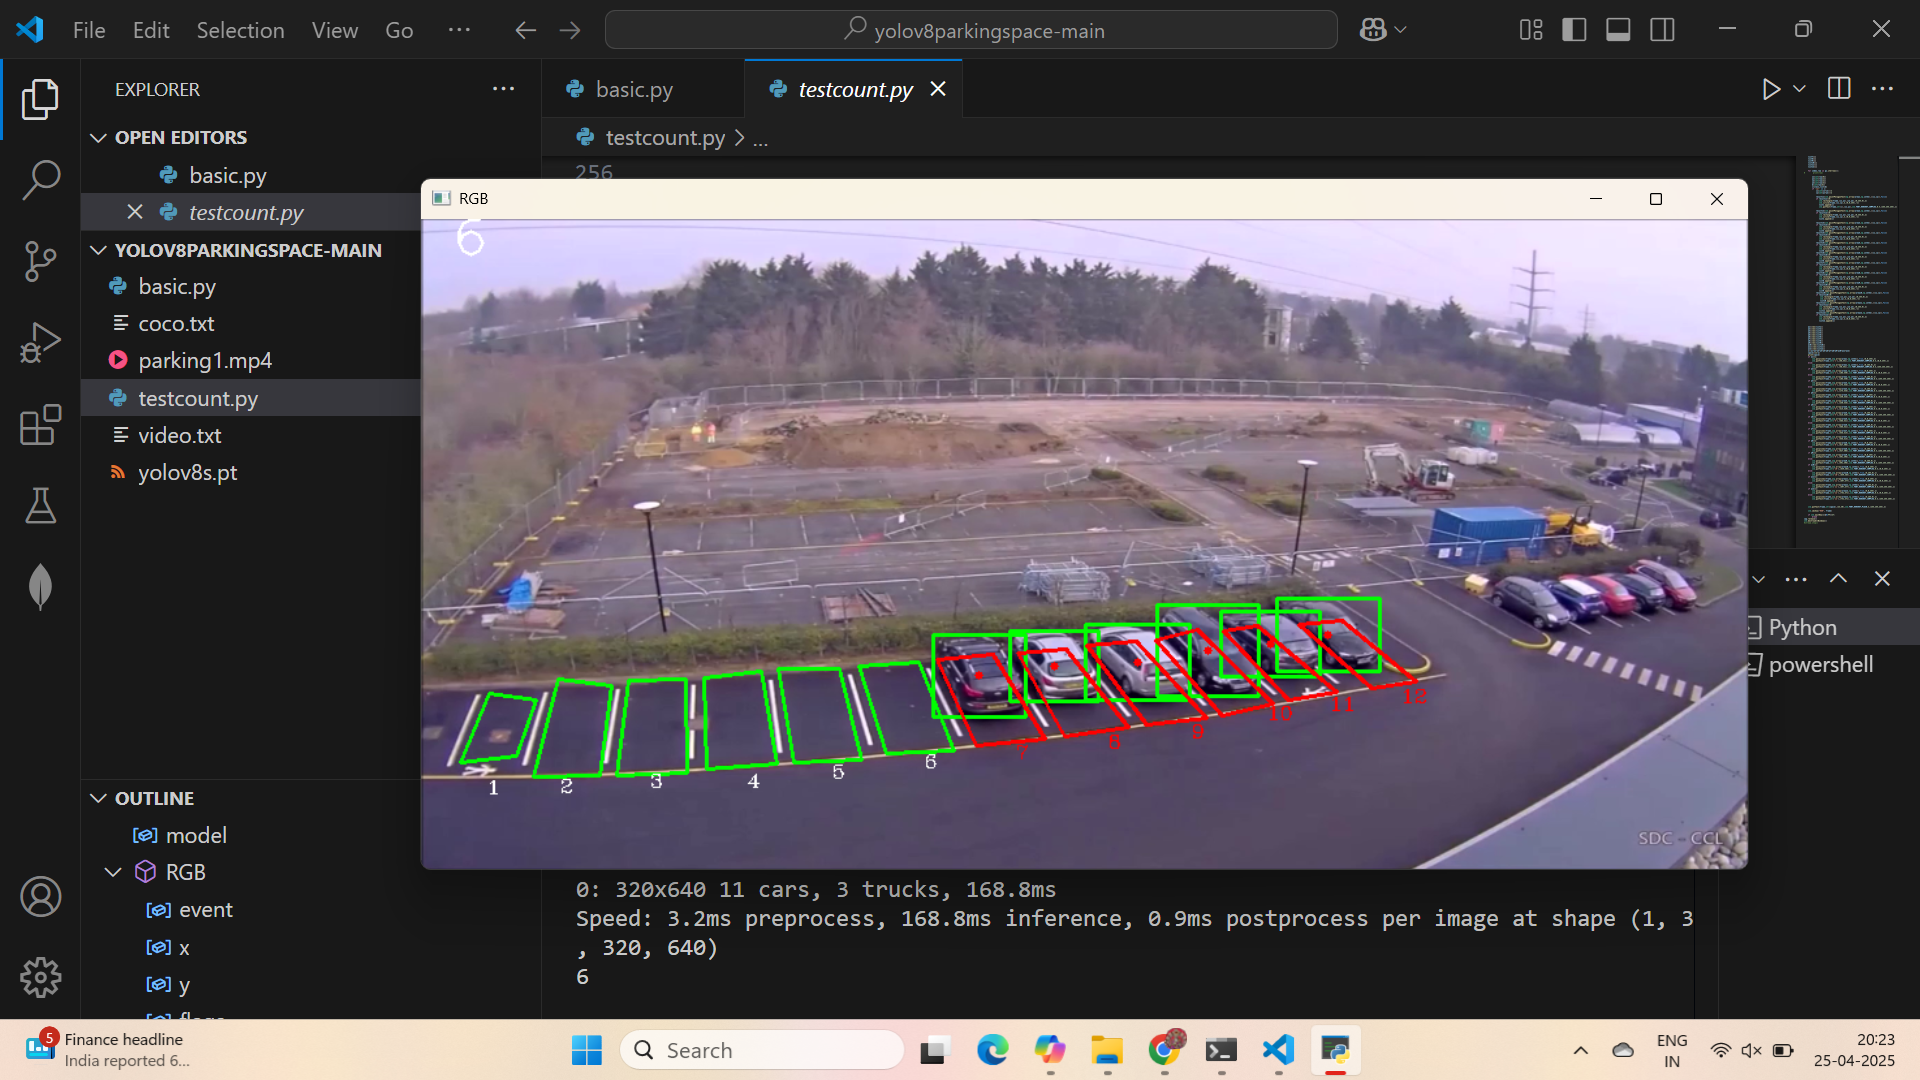 File Edit Selection View Go ...
yolov8parkingspace-main
EXPLORER
OPEN EDITORS
basic.py
testcount.py
YOLOV8PARKINGSPACE-MAIN
basic.py
coco.txt
parking1.mp4
testcount.py
video.txt
yolov8s.pt
OUTLINE
model
RGB
event
x
y
flags
basic.py
testcount.py
testcount.py > ...
256
RGB
6
1 2 3 4 5 6 7 8 9 10 11 12
SDC - CCL
Python
powershell
0: 320x640 11 cars, 3 trucks, 168.8ms
Speed: 3.2ms preprocess, 168.8ms inference, 0.9ms postprocess per image at shape (1, 3
, 320, 640)
6
5
Finance headline
India reported 6...
Search
ENG
IN
20:23
25-04-2025